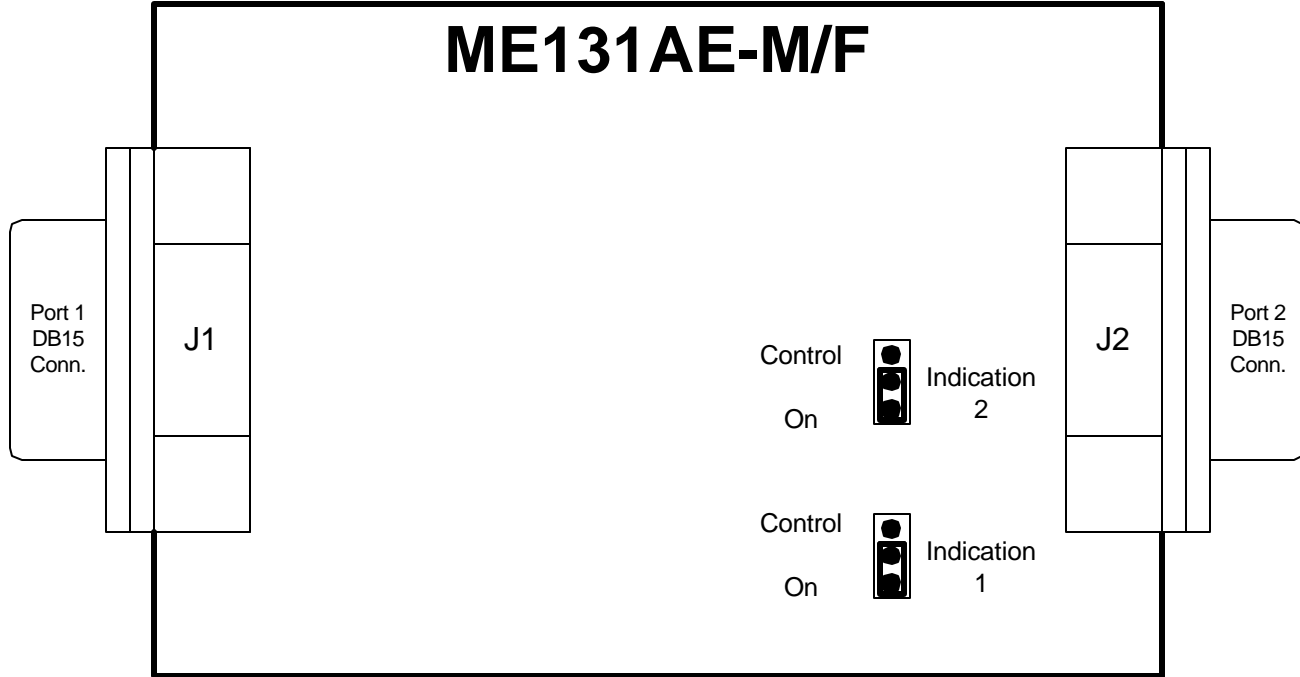 ME131AE-M/F
Port 1
DB15
Conn.
J1
J2
Port 2
DB15
Conn.
Control
On
Indication
2
Control
On
Indication
1